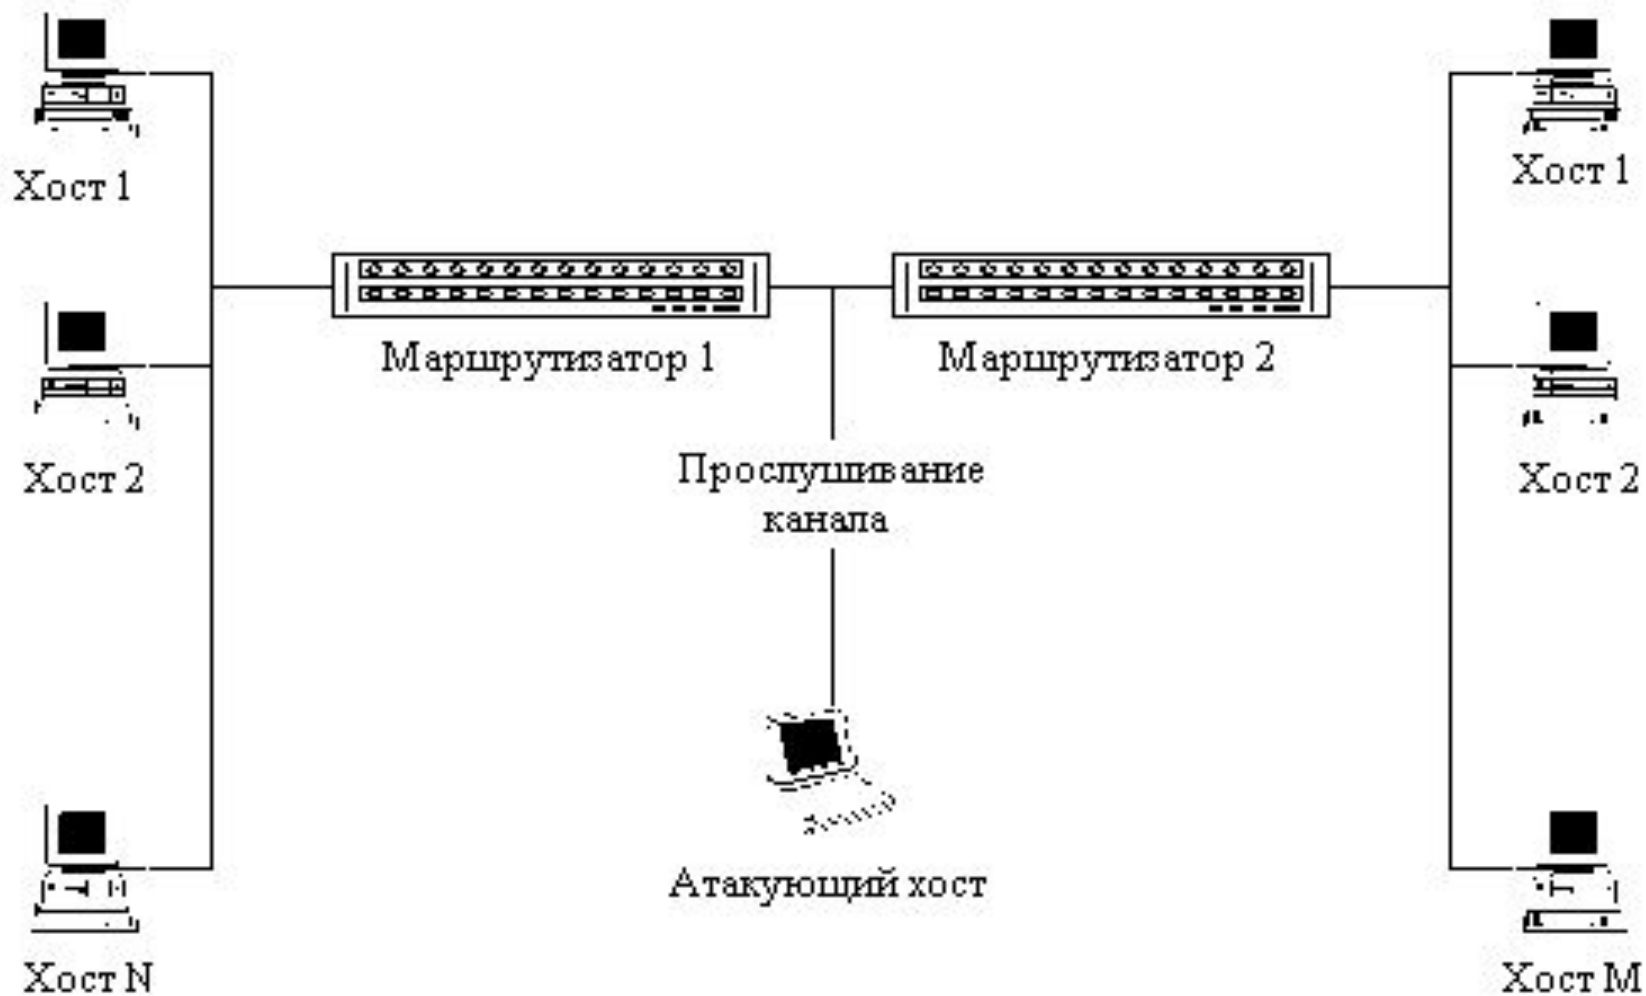 Хост 1
Хост 1
Маршрутизатор 1
Маршрутизатор 2
Хост 2
Прослушивание
канала
Хост 2
Атакующий хост
Хост N
Хост M